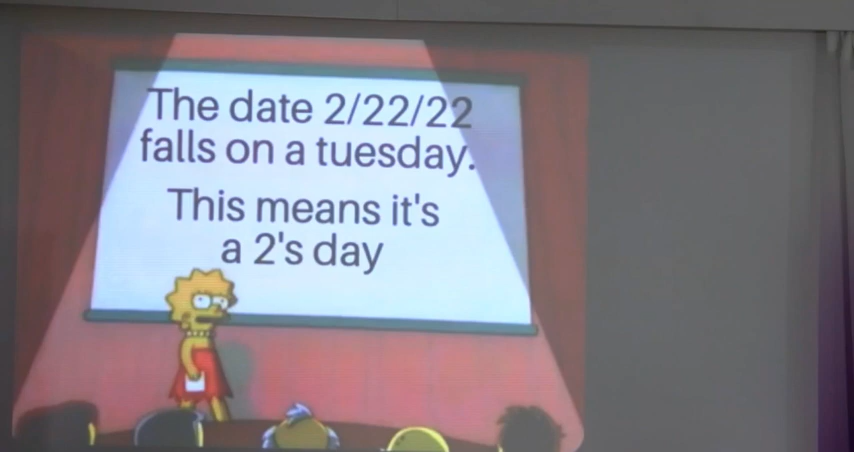 The date 2/22/22
falls on a tuesday.
This means it's
a 2's day